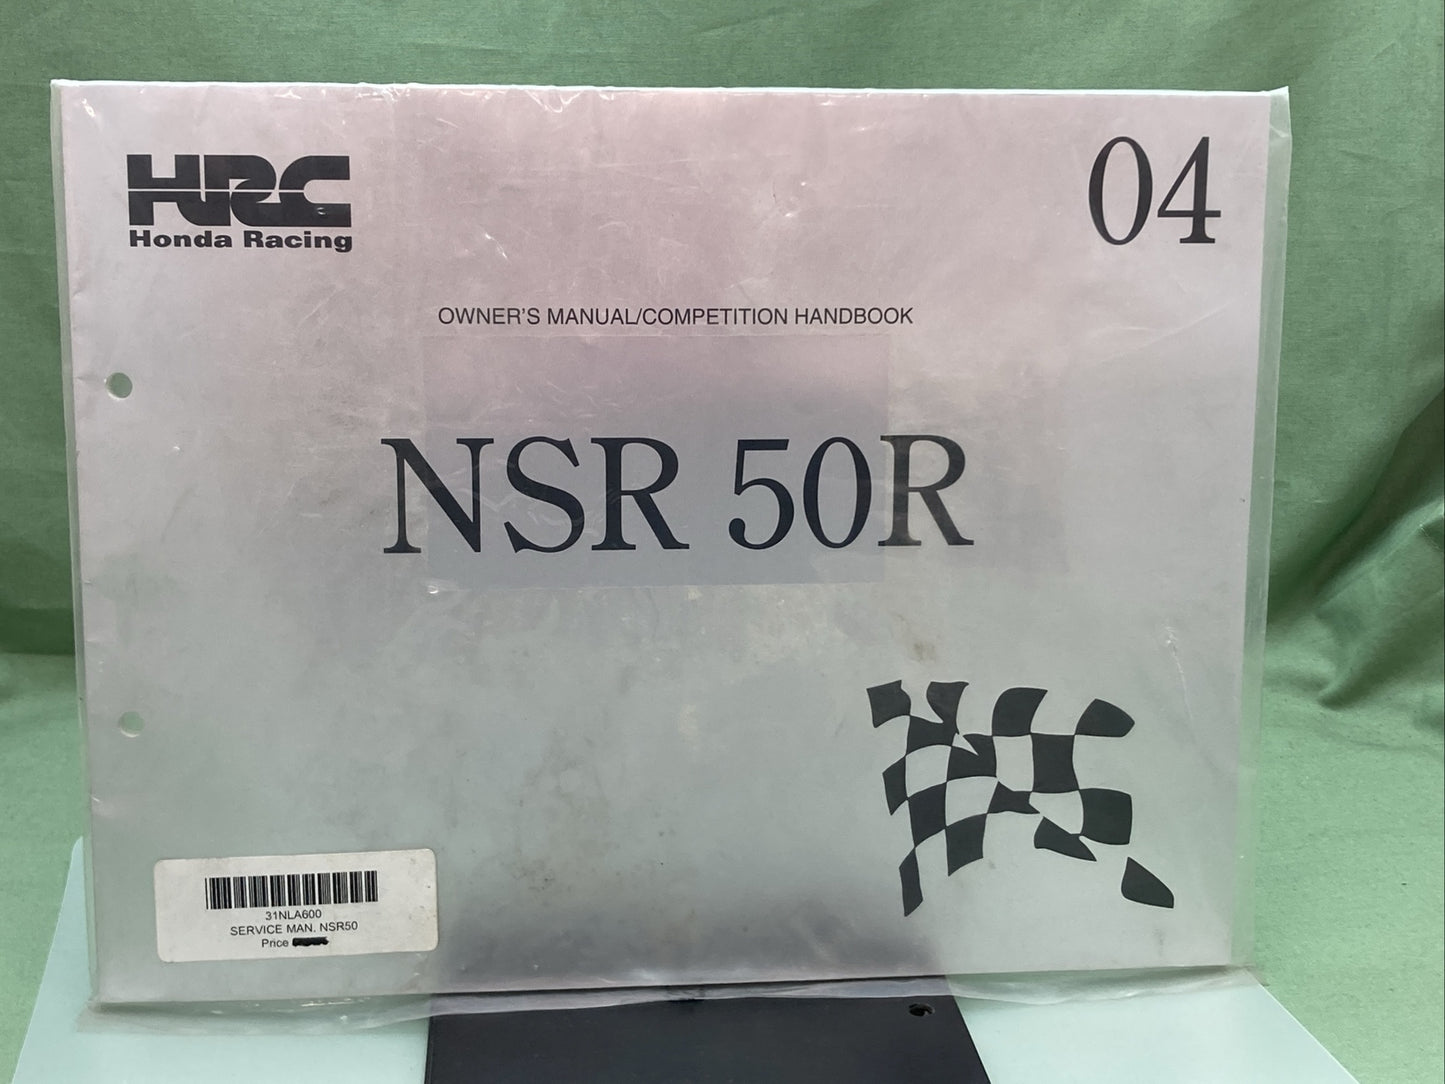 HRC
Honda Racing
04
OWNER'S MANUAL/COMPETITION HANDBOOK
NSR 50R
31NLA600
SERVICE MAN. NSR50
Price